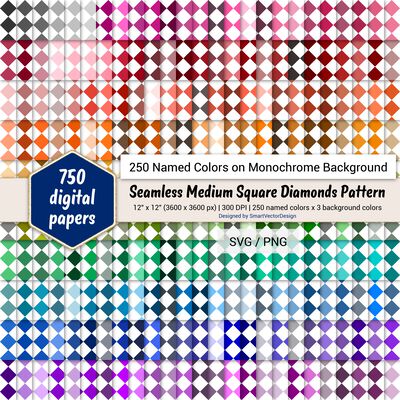 250 Named Colors on Monochrome Background
750
digital
papers
Seamless Medium Square Diamonds Pattern
12" x 12" (3600 x 3600 px) | 300 DPI | 250 named colors x 3 background colors
Designed by SmartVectorDesign
SVG / PNG